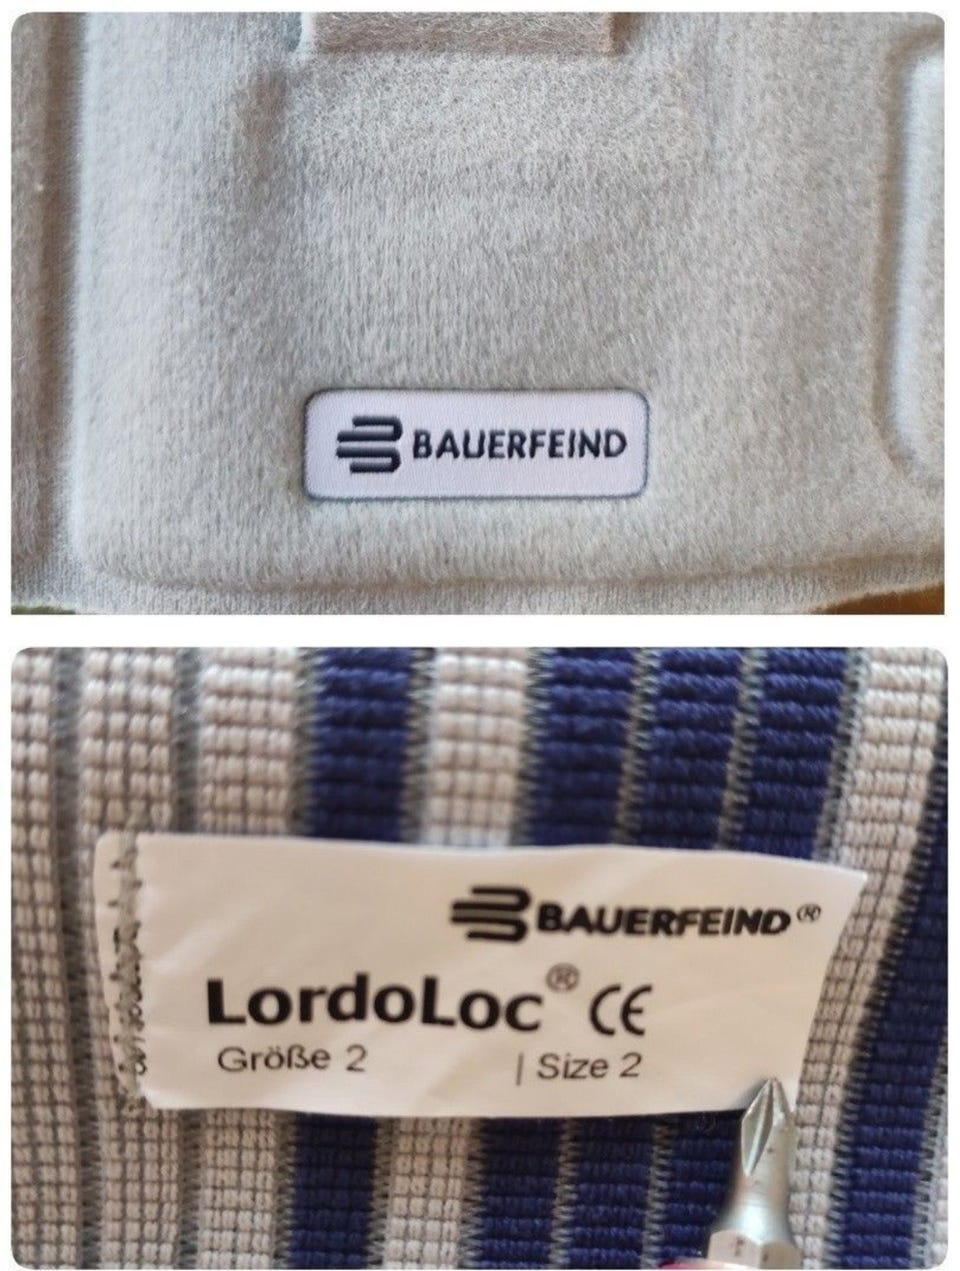 BAUERFEIND
BAUERFEIND®
LordoLoc® CE
Größe 2 | Size 2